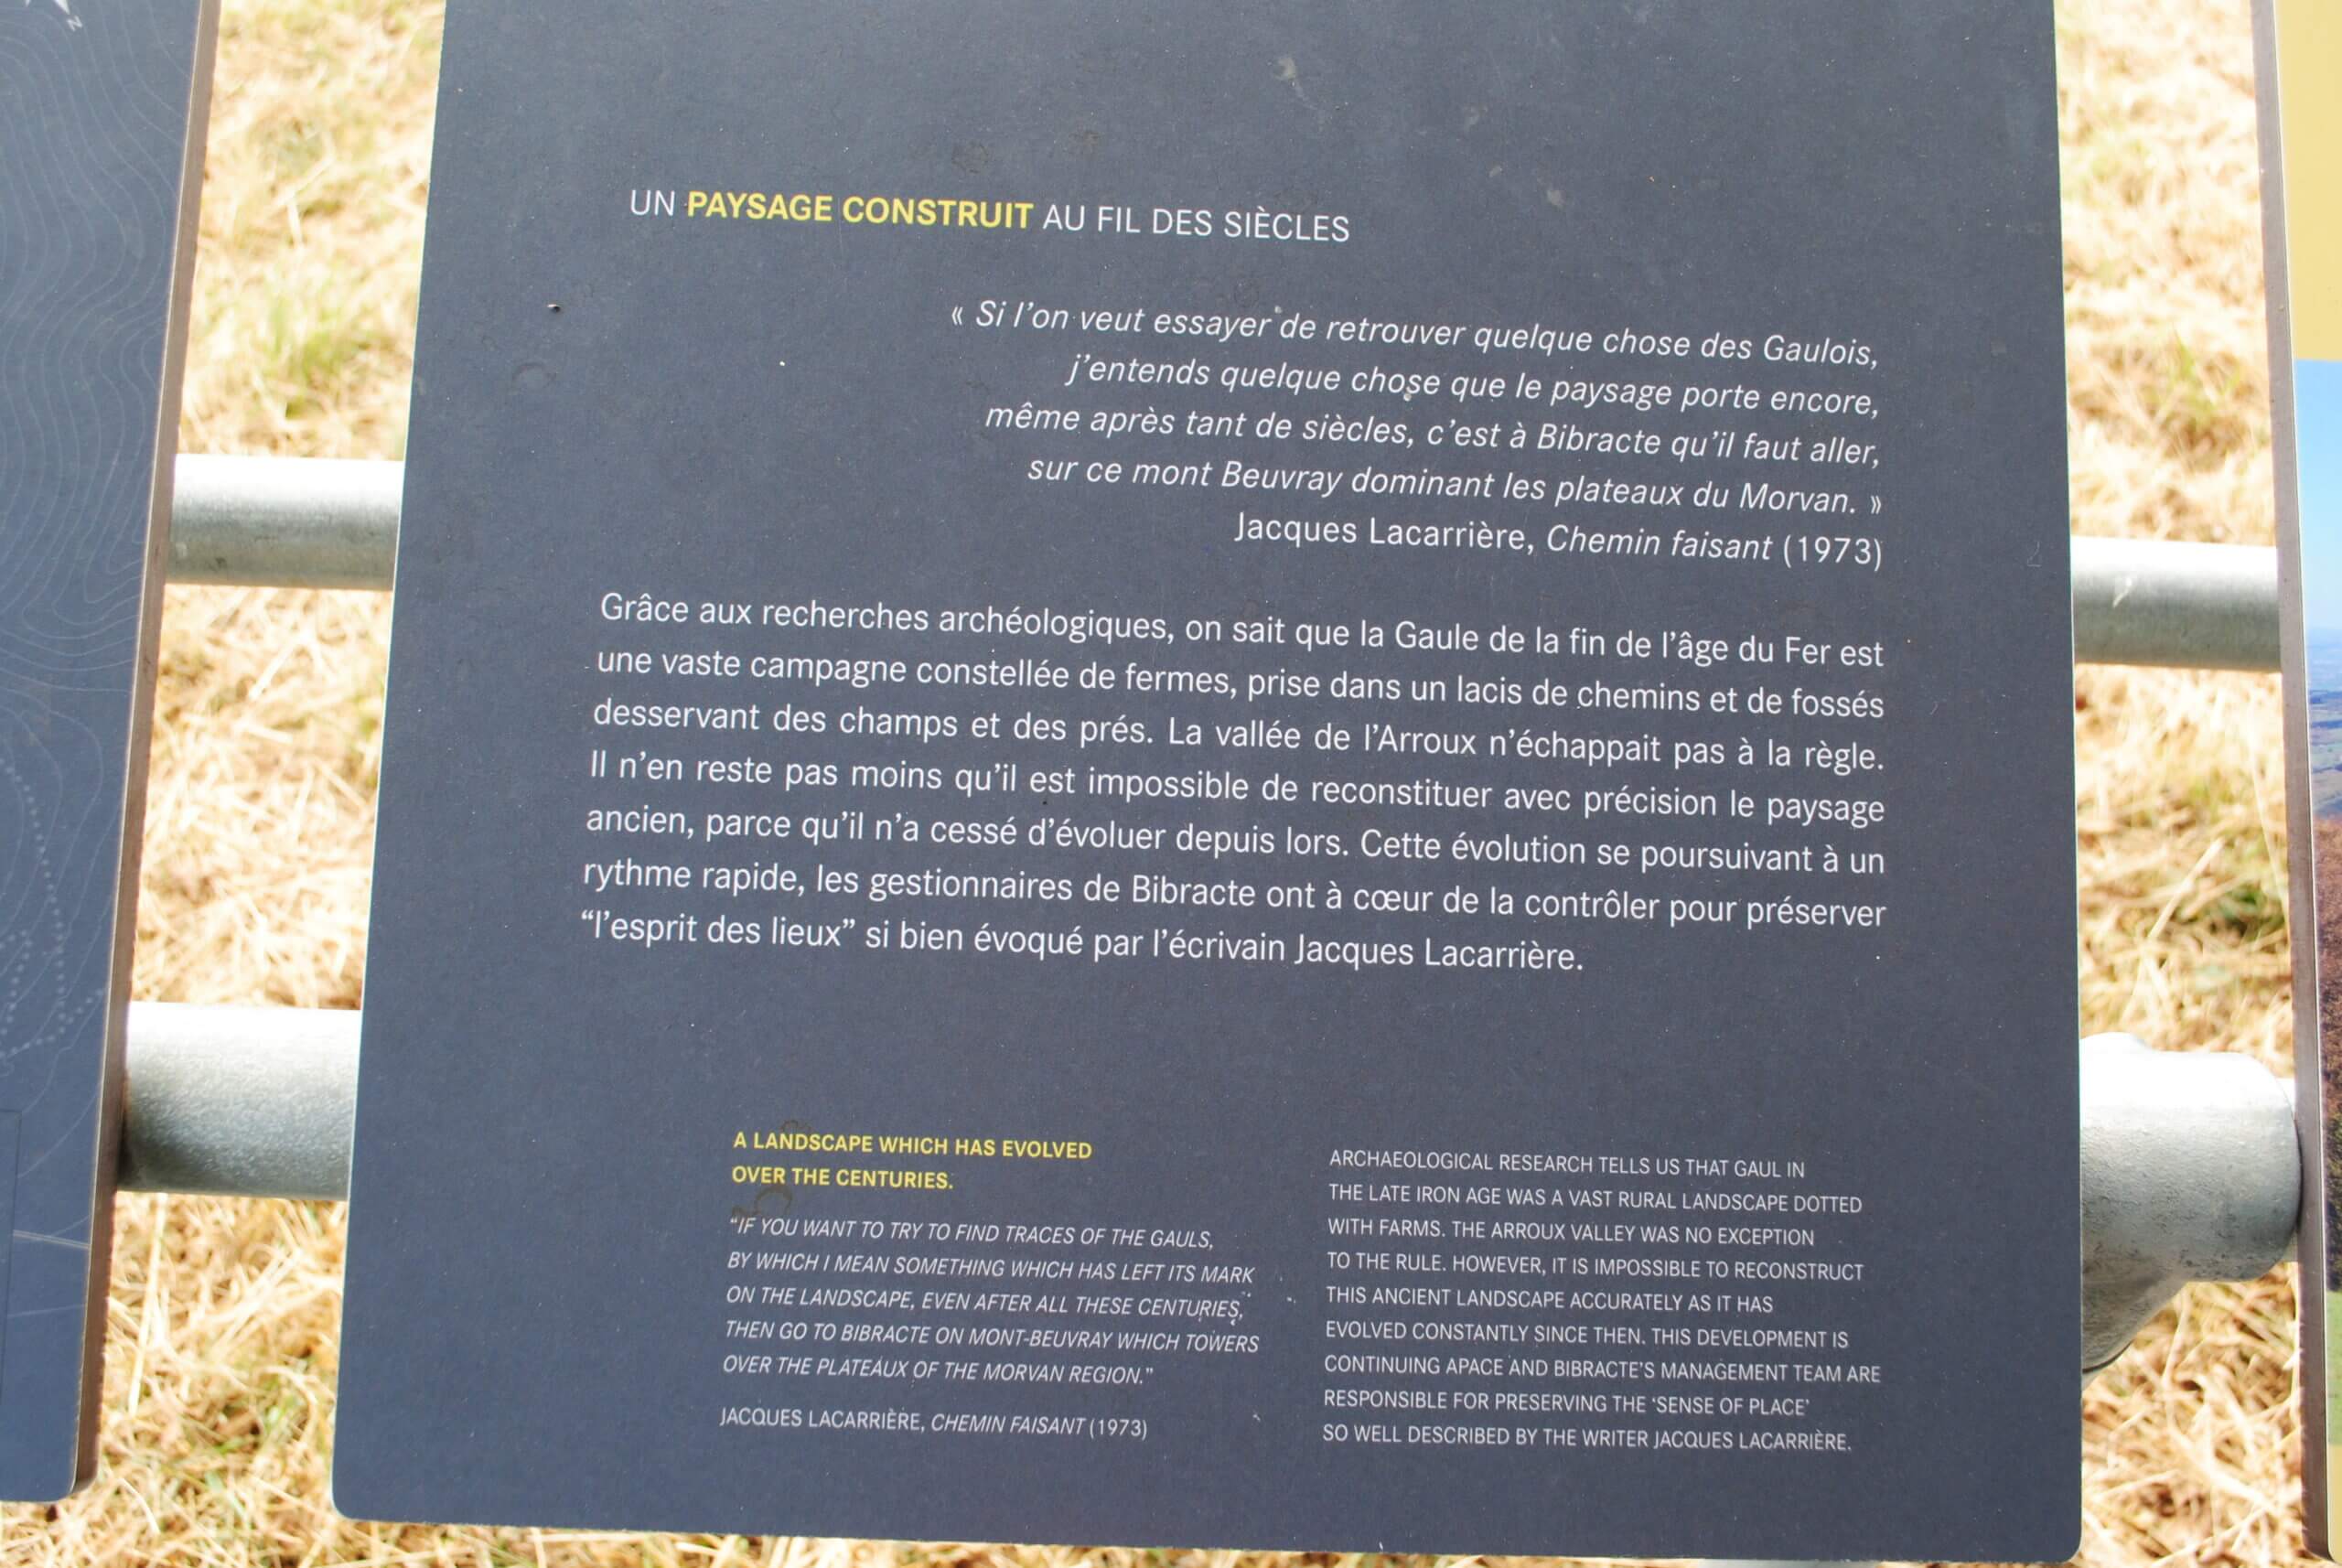 UN PAYSAGE CONSTRUIT AU FIL DES SIÈCLES
« Si l’on veut essayer de retrouver quelque chose des Gaulois,
j’entends quelque chose que le paysage porte encore,
même après tant de siècles, c’est à Bibracte qu’il faut aller,
sur ce mont Beuvray dominant les plateaux du Morvan. »
Jacques Lacarrière, Chemin faisant (1973)
Grâce aux recherches archéologiques, on sait que la Gaule de la fin de l’âge du Fer est
une vaste campagne constellée de fermes, prise dans un lacis de chemins et de fossés
desservant des champs et des prés. La vallée de l’Arroux n’échappait pas à la règle.
Il n’en reste pas moins qu’il est impossible de reconstituer avec précision le paysage
ancien, parce qu’il n’a cessé d’évoluer depuis lors. Cette évolution se poursuivant à un
rythme rapide, les gestionnaires de Bibracte ont à cœur de la contrôler pour préserver
“l’esprit des lieux” si bien évoqué par l’écrivain Jacques Lacarrière.
A LANDSCAPE WHICH HAS EVOLVED
OVER THE CENTURIES.
“IF YOU WANT TO TRY TO FIND TRACES OF THE GAULS,
BY WHICH I MEAN SOMETHING WHICH HAS LEFT ITS MARK
ON THE LANDSCAPE, EVEN AFTER ALL THESE CENTURIES,
THEN GO TO BIBRACTE ON MONT-BEUVRAY WHICH TOWERS
OVER THE PLATEAUX OF THE MORVAN REGION.”
JACQUES LACARRIÈRE, CHEMIN FAISANT (1973)
ARCHAEOLOGICAL RESEARCH TELLS US THAT GAUL IN
THE LATE IRON AGE WAS A VAST RURAL LANDSCAPE DOTTED
WITH FARMS. THE ARROUX VALLEY WAS NO EXCEPTION
TO THE RULE. HOWEVER, IT IS IMPOSSIBLE TO RECONSTRUCT
THIS ANCIENT LANDSCAPE ACCURATELY AS IT HAS
EVOLVED CONSTANTLY SINCE THEN. THIS DEVELOPMENT IS
CONTINUING APACE AND BIBRACTE’S MANAGEMENT TEAM ARE
RESPONSIBLE FOR PRESERVING THE ‘SENSE OF PLACE’
SO WELL DESCRIBED BY THE WRITER JACQUES LACARRIÈRE.